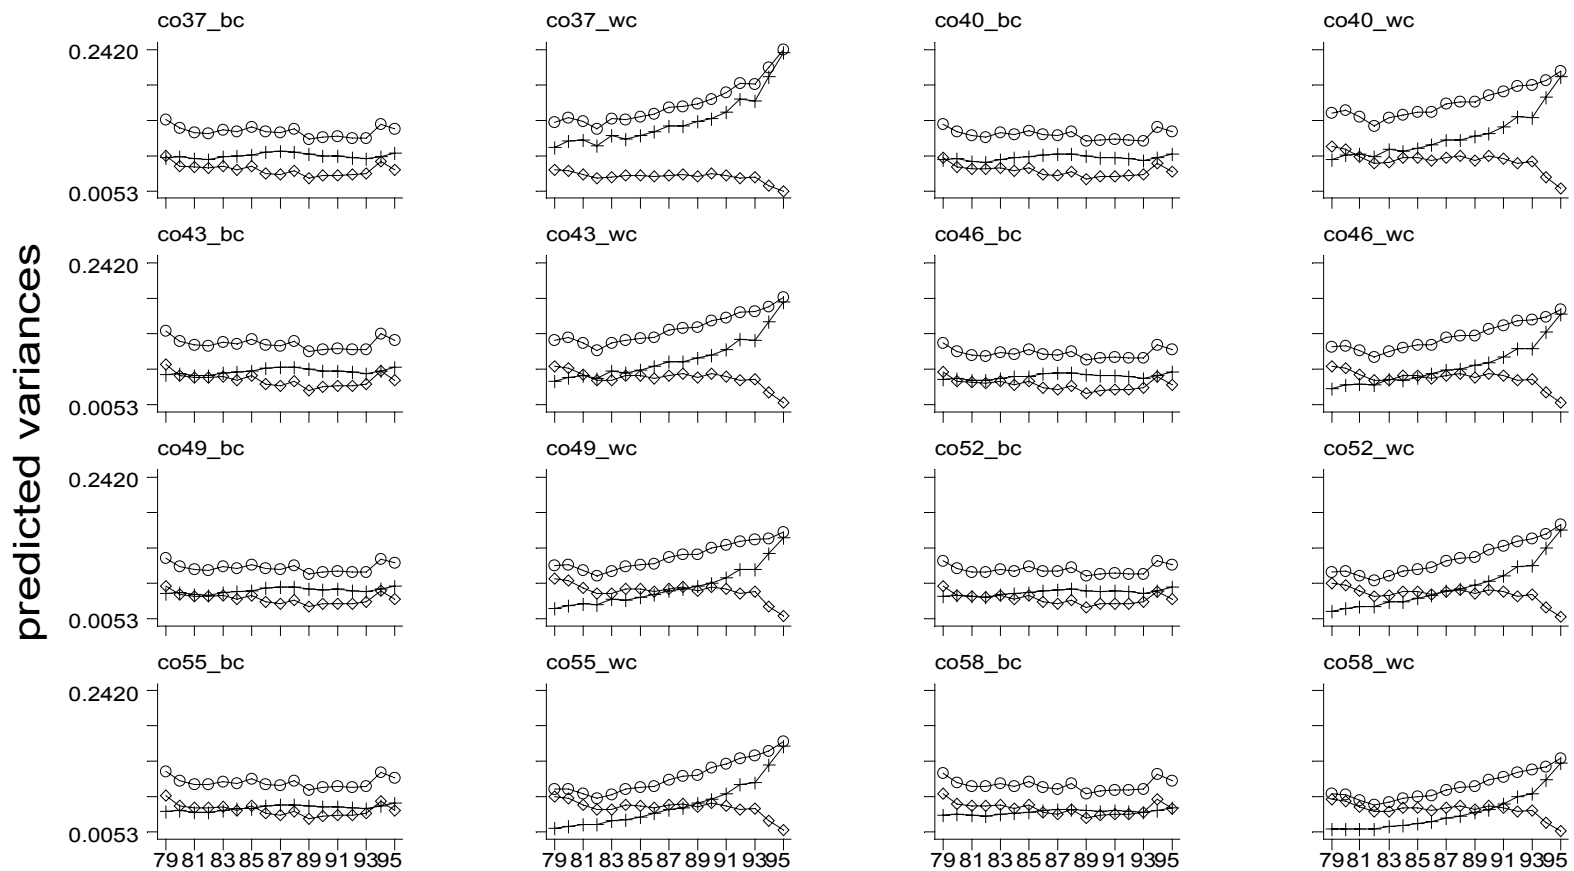 co37_bc co37_wc co40_bc co40_wc
0.2420
0.0053
co43_bc co43_wc co46_bc co46_wc
0.2420
0.0053
predicted variances
co49_bc co49_wc co52_bc co52_wc
0.2420
0.0053
co55_bc co55_wc co58_bc co58_wc
0.2420
0.0053
79 81 83 85 87 89 91 93 95 79 81 83 85 87 89 91 93 95 79 81 83 85 87 89 91 93 95 79 81 83 85 87 89 91 93 95